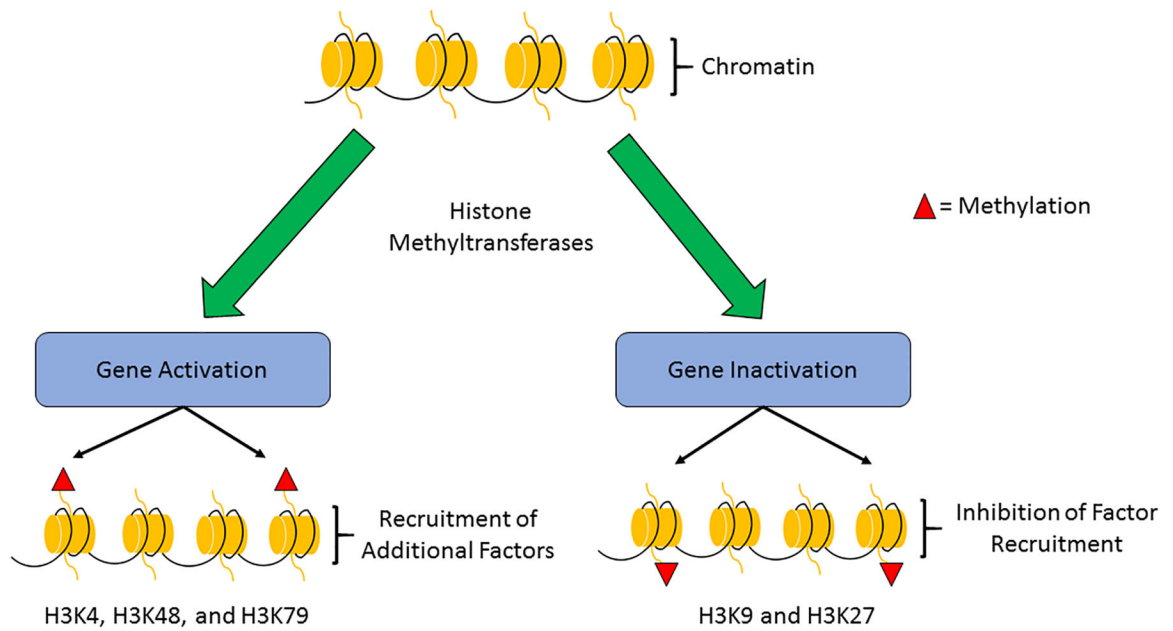 Chromatin
Histone
Methyltransferases
= Methylation
Gene Activation
Gene Inactivation
Recruitment of
Additional Factors
Inhibition of Factor
Recruitment
H3K4, H3K48, and H3K79
H3K9 and H3K27